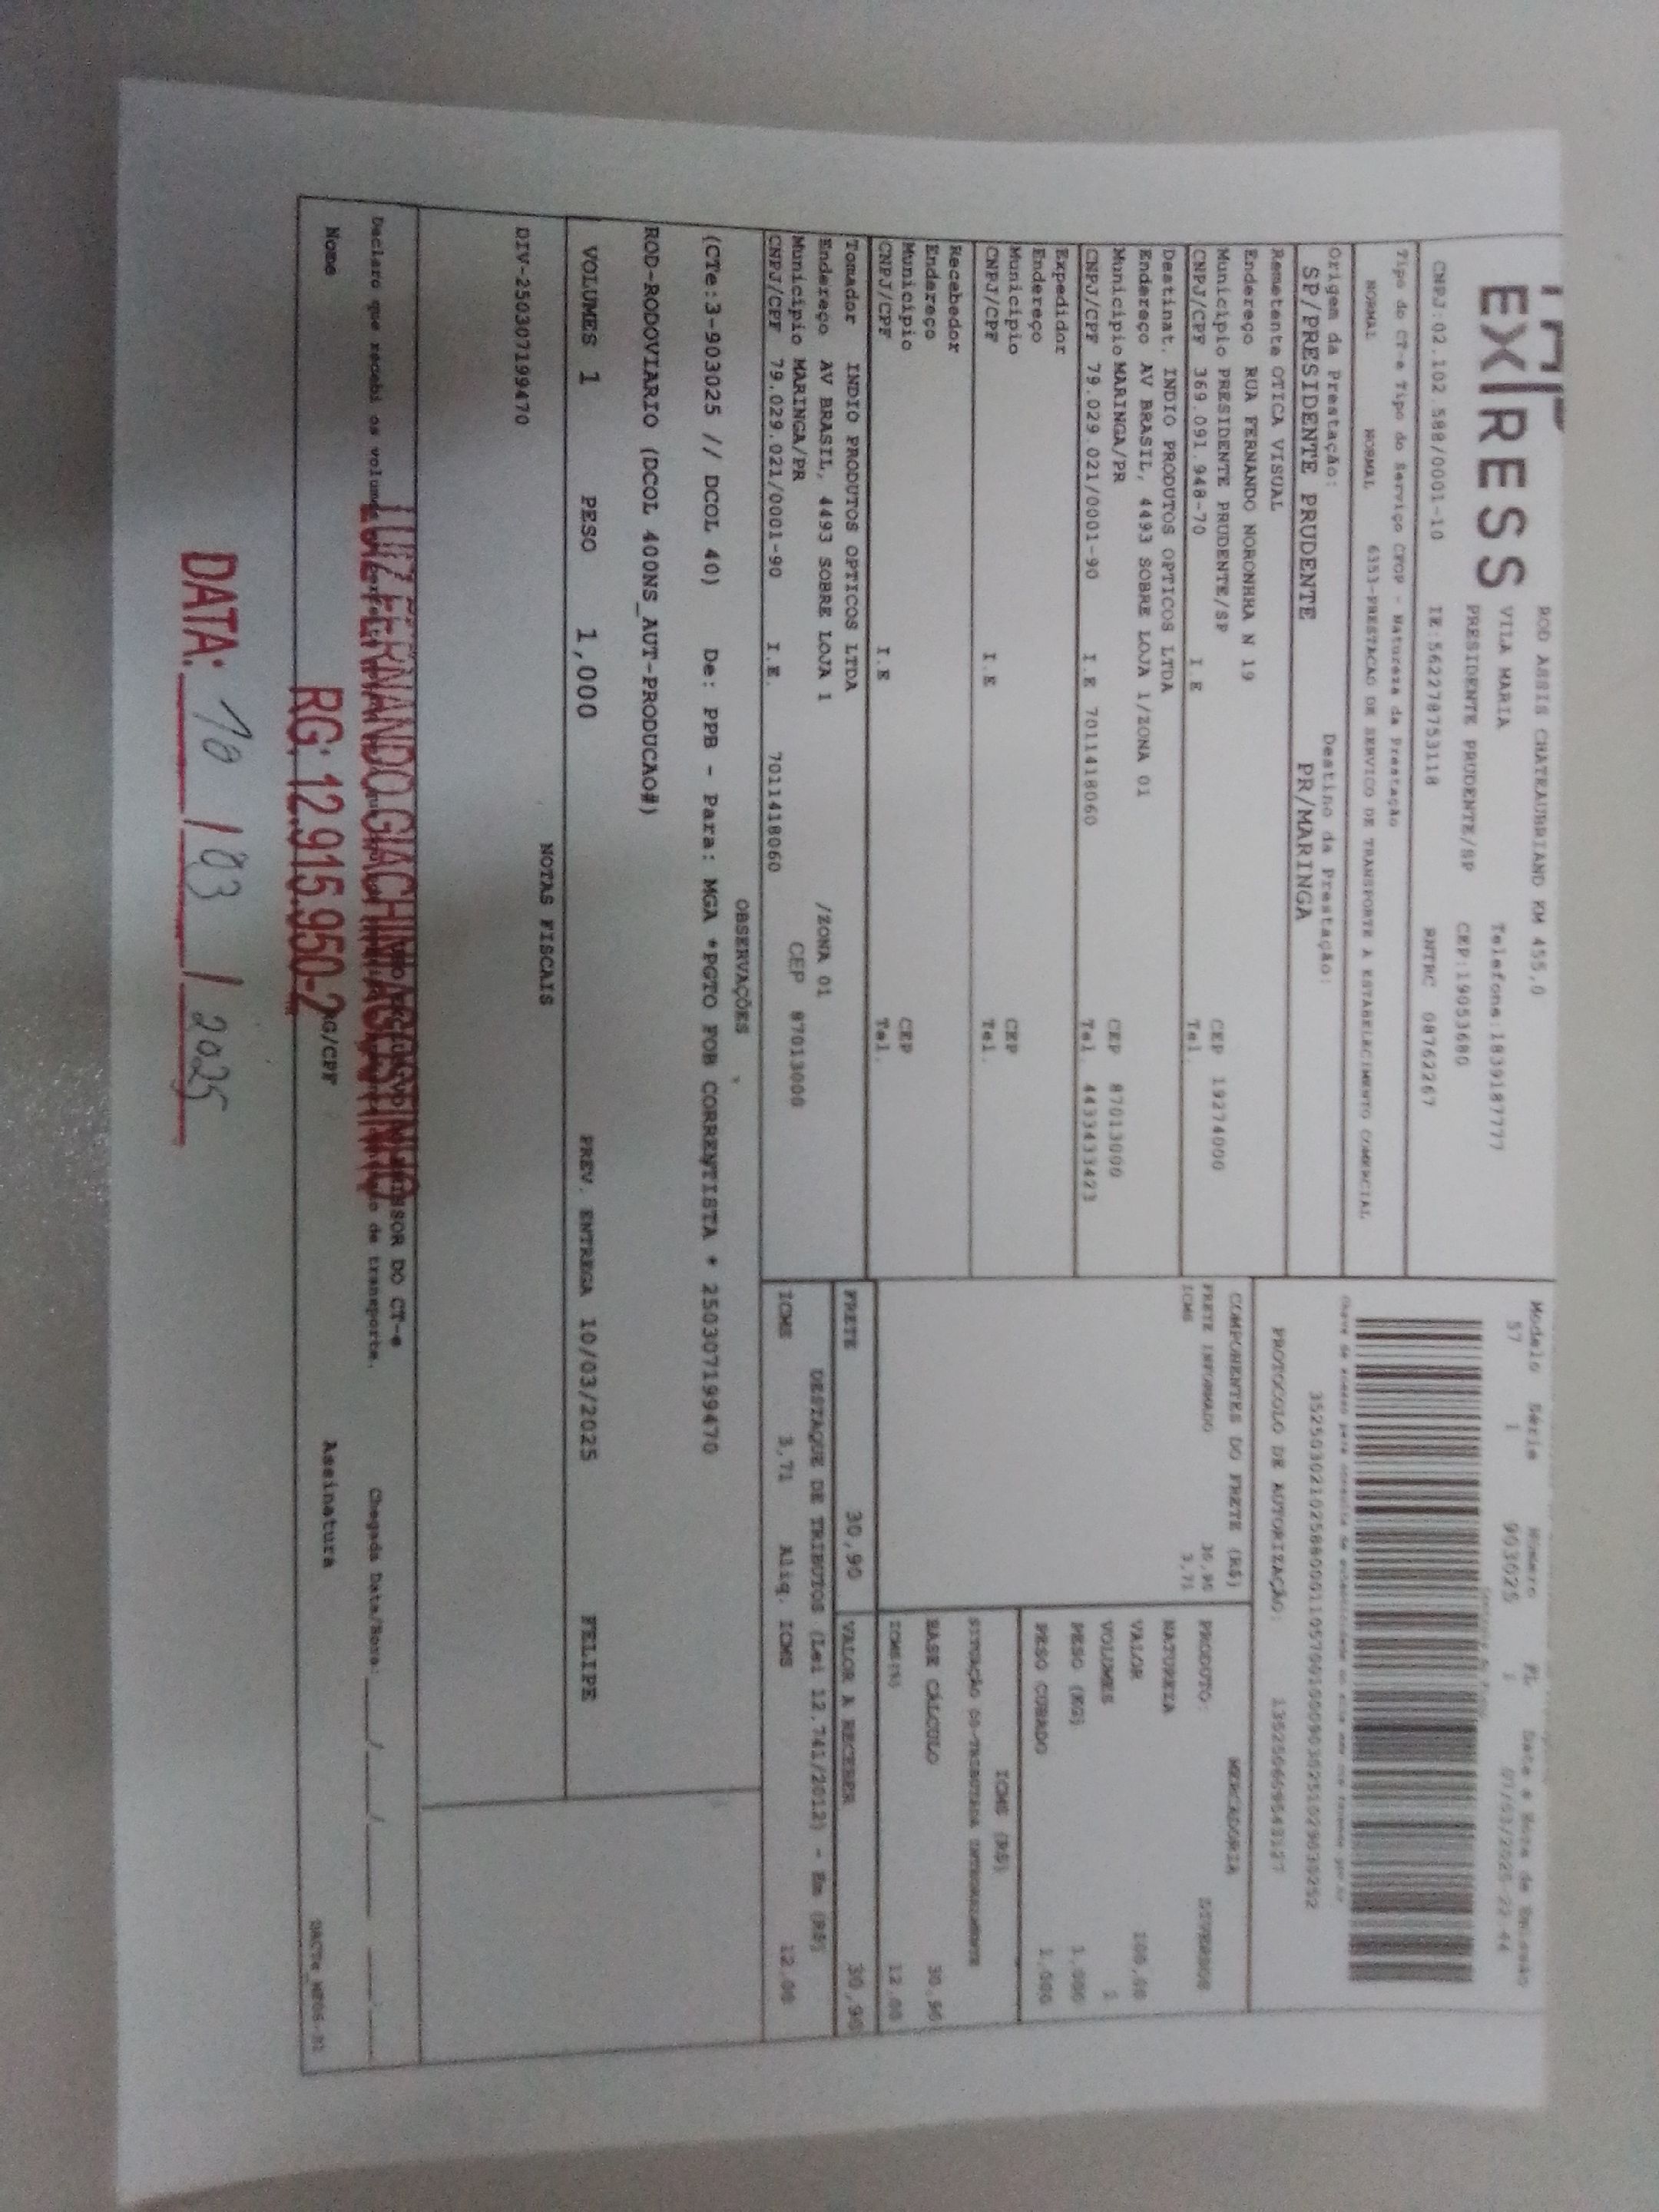 EXPRESS
ROD ASSIS CHATEAUBRIAND KM 455,0
VILA MARIA Telefone:1839187777
PRESIDENTE PRUDENTE/SP CEP:19053680
CNPJ:02.102.588/0001-10 IE:562278753118 RNTRC 08762267
Tipo do CT-e Tipo do Serviço CFOP - Natureza da Prestação
NORMAL NORMAL 6353-PRESTACAO DE SERVICO DE TRANSPORTE A ESTABELECIMENTO COMERCIAL
Origem da Prestação: Destino da Prestação:
SP/PRESIDENTE PRUDENTE PR/MARINGA
Remetente OTICA VISUAL
Endereço RUA FERNANDO NORONHRA N 19
Municipio PRESIDENTE PRUDENTE/SP CEP 19274000
CNPJ/CPF 369.091.948-70 I.E Tel.
Destinat. INDIO PRODUTOS OPTICOS LTDA
Endereço AV BRASIL, 4493 SOBRE LOJA 1/ZONA 01
Municipio MARINGA/PR CEP 87013000
CNPJ/CPF 79.029.021/0001-90 I.E 7011418060 Tel. 4433433423
Expedidor
Endereço
Municipio CEP
CNPJ/CPF I.E Tel.
Recebedor
Endereço
Municipio CEP
CNPJ/CPF I.E Tel.
Tomador INDIO PRODUTOS OPTICOS LTDA
Endereço AV BRASIL, 4493 SOBRE LOJA 1 /ZONA 01
Municipio MARINGA/PR CEP 87013000
CNPJ/CPF 79.029.021/0001-90 I.E. 7011418060
Modelo Série Número FL Data e Hora de Emissão
57 1 903025 1 07/03/2025 22:44
PROTOCOLO DE AUTORIZAÇÃO:
COMPONENTES DO FRETE (R$)
FRETE INFORMADO 30,90
ICMS 3,71
MERCADORIA
PRODUTO: DIVERSOS
NATUREZA
VALOR 100,00
VOLUMES 1
PESO (KG) 1,000
PESO CUBADO 1,000
ICMS (R$)
BASE CÁLCULO 30,90
ICMS(%) 12,00
FRETE 30,90 VALOR A RECEBER 30,90
DESTAQUE DE TRIBUTOS (Lei 12.741/2012) - Em (R$)
ICMS 3,71 Aliq. ICMS 12,00
OBSERVAÇÕES
(CTe:3-903025 // DCOL 40) De: PPB - Para: MGA *PGTO FOB CORRENTISTA * 250307199470
ROD-RODOVIARIO (DCOL 400NS_AUT-PRODUCAO#)
VOLUMES 1 PESO 1,000 PREV. ENTREGA 10/03/2025 FELIPE
NOTAS FISCAIS
DIV-250307199470
Declaro que recebi os volumes de transporte. Chegada Data/Hora: ___/___/___ ___:___
Nome RG/CPF Assinatura
LUIZ FERNANDO GIACHINI AGOSTINHO
RG: 12.915.950-2
DATA: 10 / 03 / 2025